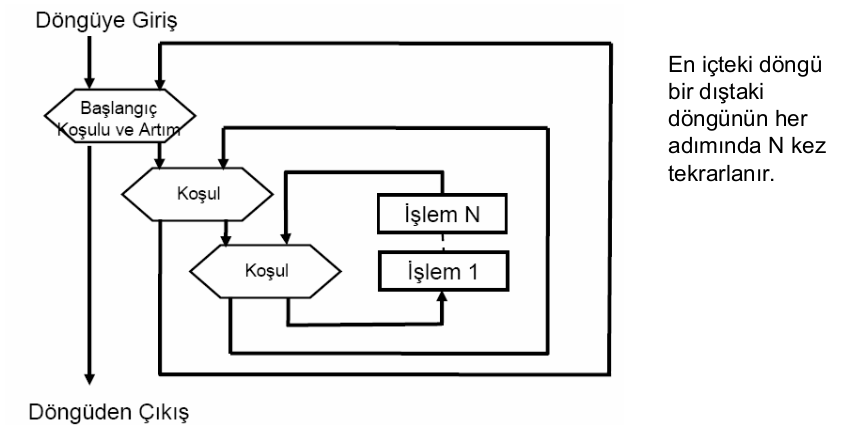 Döngüye Giriş
Başlangıç
Koşulu ve Artım
Koşul
İşlem N
Koşul
İşlem 1
Döngüden Çıkış
En içteki döngü
bir dıştaki
döngünün her
adımında N kez
tekrarlanır.